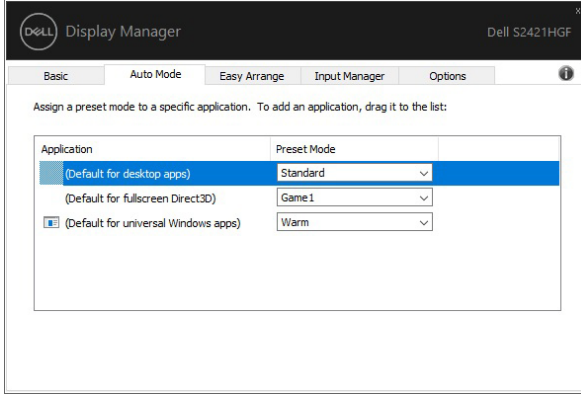 DELL Display Manager Dell S2421HGF
Basic Auto Mode Easy Arrange Input Manager Options
Assign a preset mode to a specific application. To add an application, drag it to the list:
Application Preset Mode
(Default for desktop apps) Standard
(Default for fullscreen Direct3D) Game1
(Default for universal Windows apps) Warm